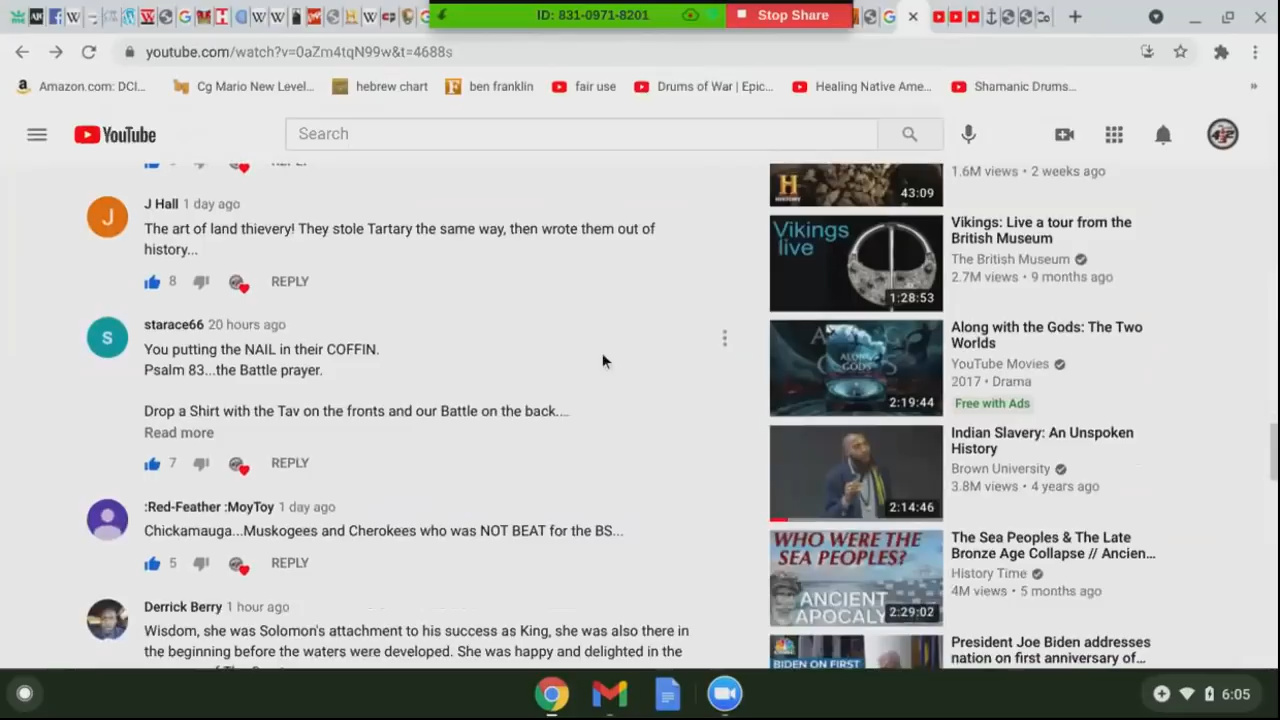 ID: 831-0971-8201
Stop Share
youtube.com/watch?v=0aZm4tqN99w&t=4688s
Amazon.com: DCI...
Cg Mario New Level...
hebrew chart
ben franklin
fair use
Drums of War | Epic...
Healing Native Ame...
Shamanic Drums...
»
YouTube
Search
REPLY
J Hall 1 day ago
The art of land thievery! They stole Tartary the same way, then wrote them out of
history...
8 REPLY
starace66 20 hours ago
You putting the NAIL in their COFFIN.
Psalm 83...the Battle prayer.
Drop a Shirt with the Tav on the fronts and our Battle on the back....
Read more
7 REPLY
:Red-Feather :MoyToy 1 day ago
Chickamauga...Muskogees and Cherokees who was NOT BEAT for the BS...
5 REPLY
Derrick Berry 1 hour ago
Wisdom, she was Solomon's attachment to his success as King, she was also there in
the beginning before the waters were developed. She was happy and delighted in the
H
43:09
1.6M views • 2 weeks ago
Vikings
live
1:28:53
Vikings: Live a tour from the
British Museum
The British Museum
2.7M views • 9 months ago
ALONG
GODS
2:19:44
Along with the Gods: The Two
Worlds
YouTube Movies
2017 • Drama
Free with Ads
2:14:46
Indian Slavery: An Unspoken
History
Brown University
3.8M views • 4 years ago
WHO WERE THE
SEA PEOPLES?
ANCIENT
APOCALY
2:29:02
The Sea Peoples & The Late
Bronze Age Collapse // Ancien...
History Time
4M views • 5 months ago
BIDEN ON FIRST
President Joe Biden addresses
nation on first anniversary of...
6:05